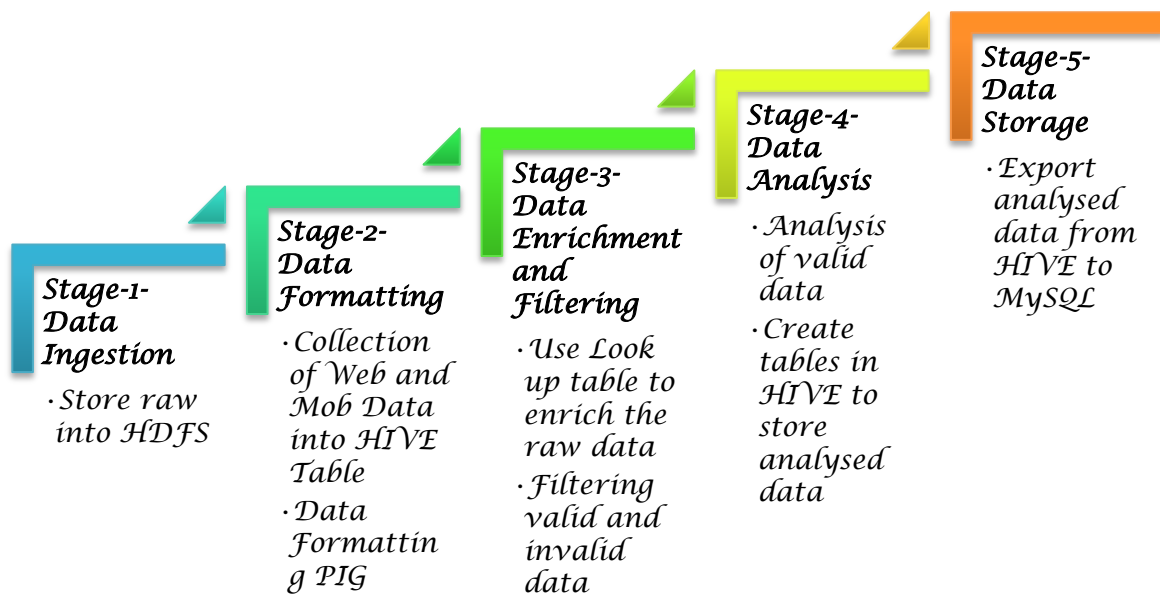 Stage-1-
Data
Ingestion
·Store raw
into HDFS
Stage-2-
Data
Formatting
·Collection
of Web and
Mob Data
into HIVE
Table
·Data
Formattin
g PIG
Stage-3-
Data
Enrichment
and
Filtering
·Use Look
up table to
enrich the
raw data
·Filtering
valid and
invalid
data
Stage-4-
Data
Analysis
·Analysis
of valid
data
·Create
tables in
HIVE to
store
analysed
data
Stage-5-
Data
Storage
·Export
analysed
data from
HIVE to
MySQL